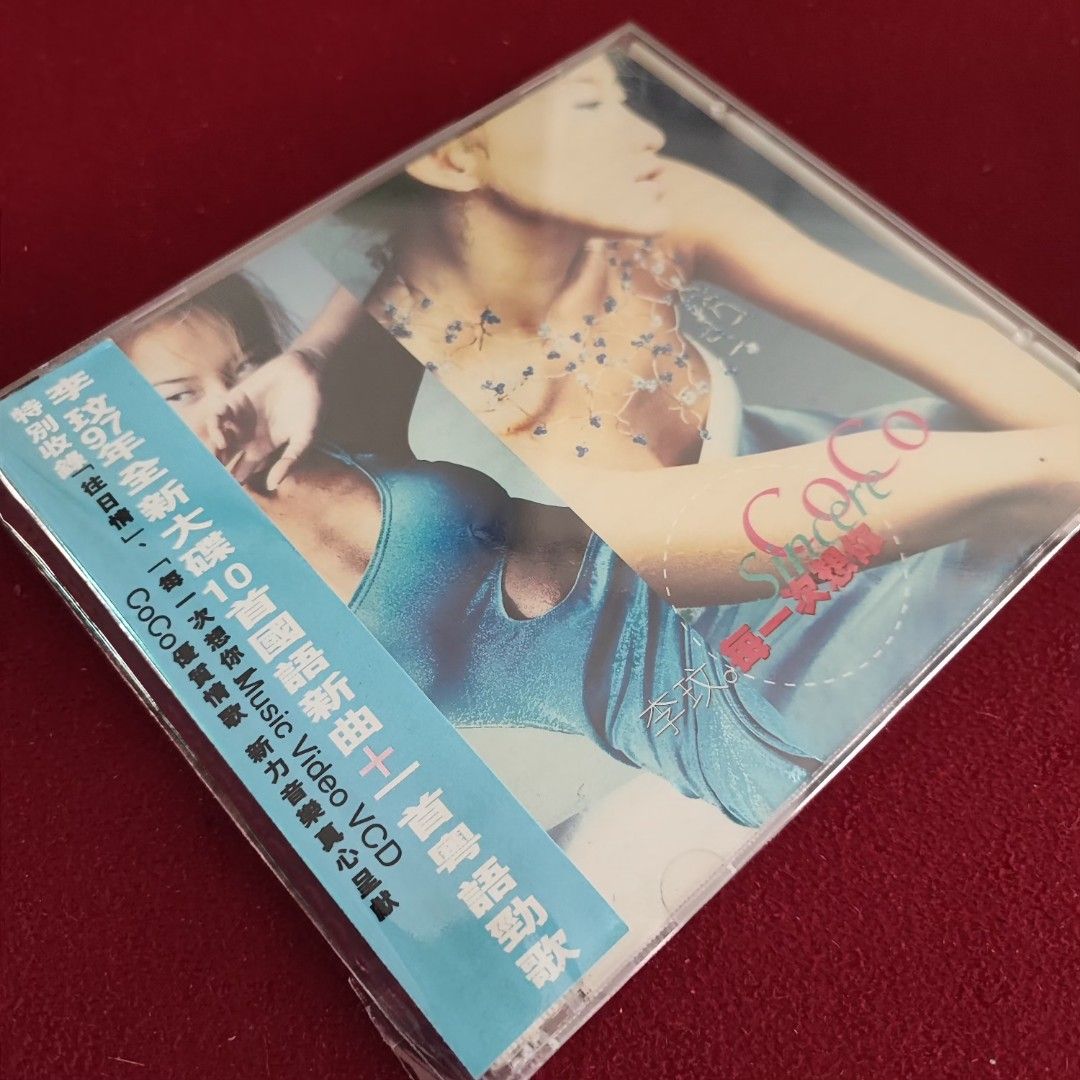 李玟97年全新大碟10首國語新曲+一首粵語勁歌
特別收錄「往日情」、「每一次想你」Music Video VCD
CoCo優質情歌 新力音樂真心呈獻
CoCo
Sincere
李玟。每一次想你